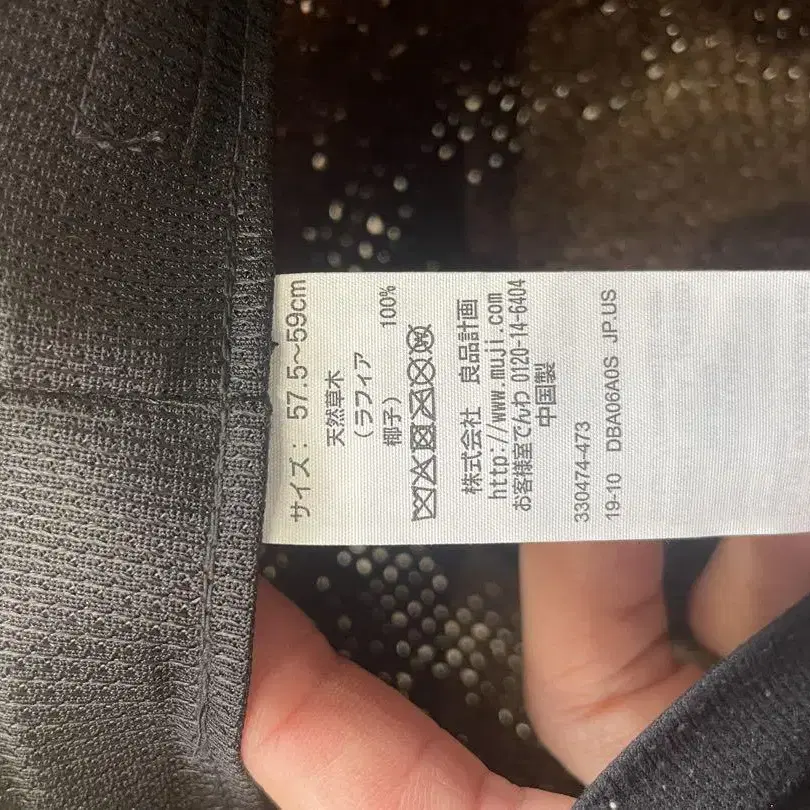 サイズ： 57.5～59cm
天然草木
（ラフィア
椰子） 100%
株式会社 良品計画
http://www.muji.com
お客様室でんわ 0120-14-6404
中国製
330474-473
19-10 DBA06A0S JP.US